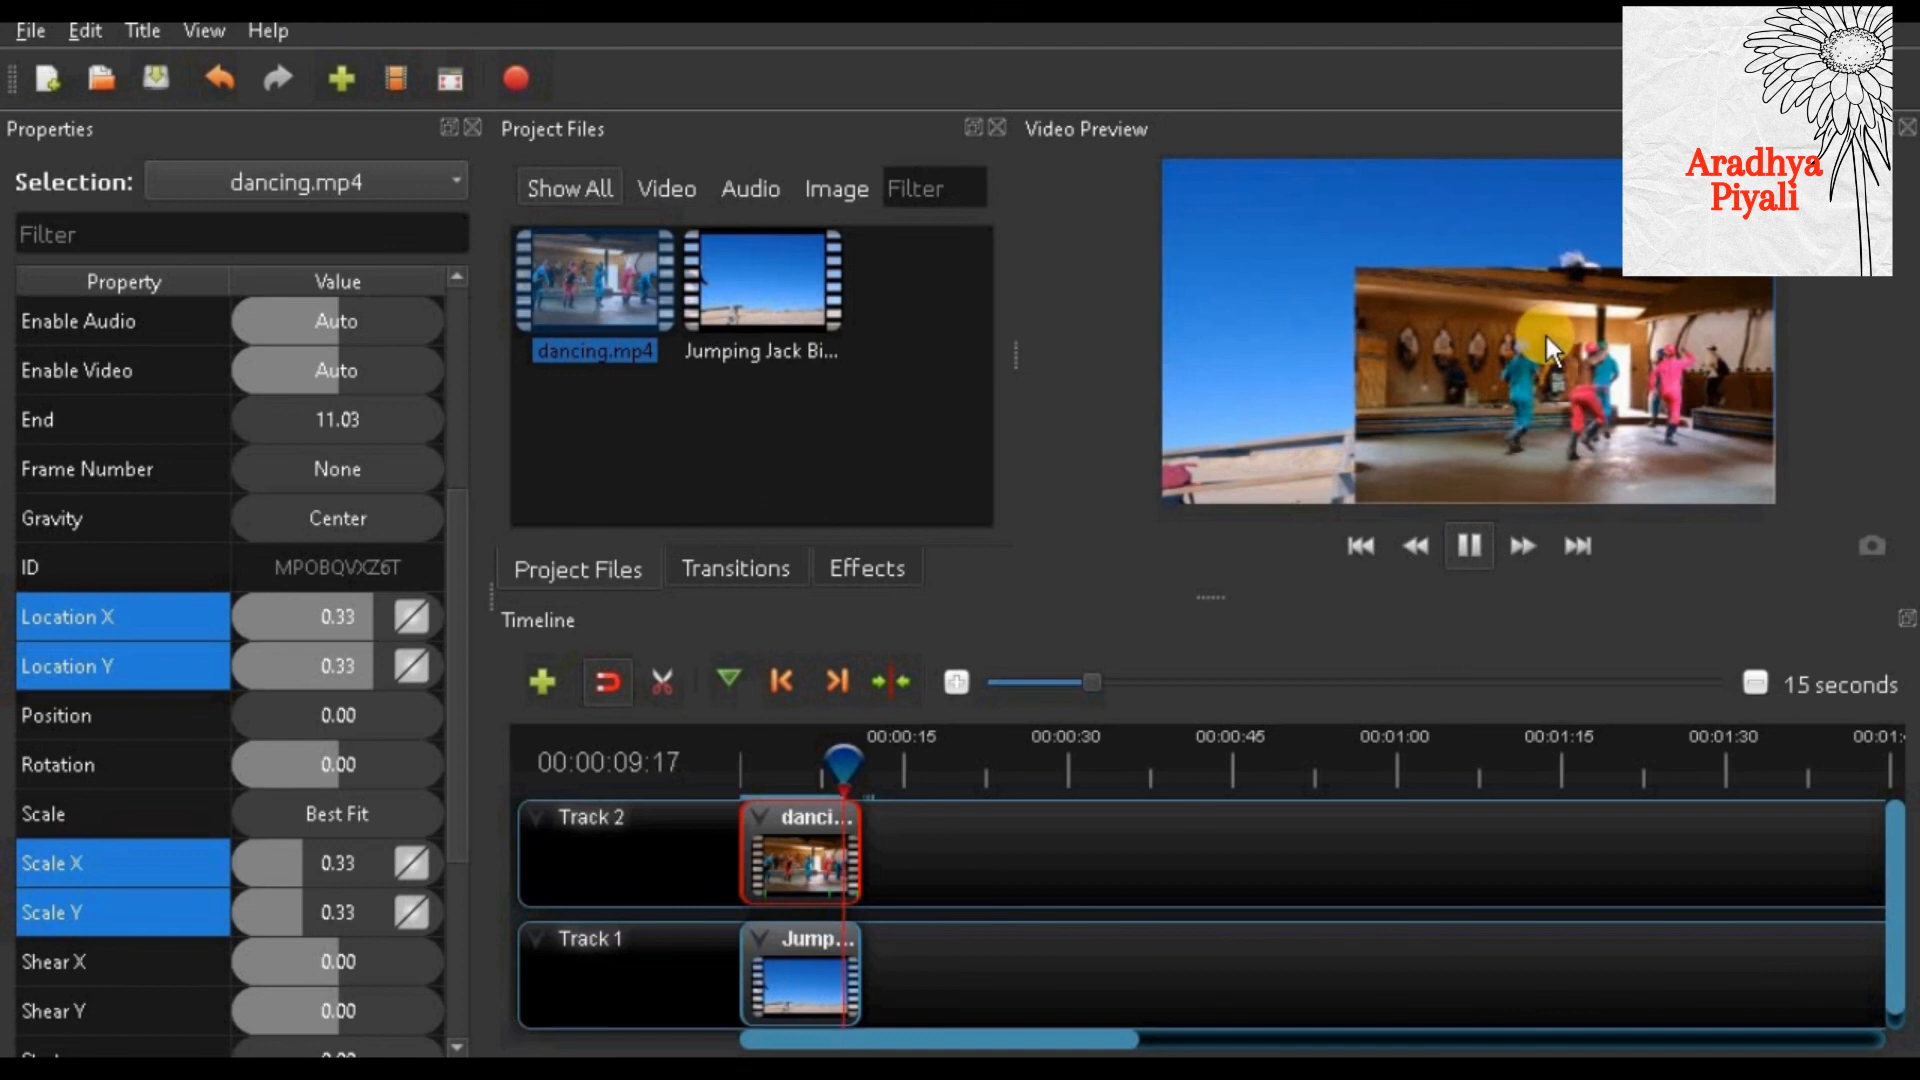 File Edit Title View Help
Aradhya
Piyali
Properties
Selection: dancing.mp4
Filter
Property Value
Enable Audio Auto
Enable Video Auto
End 11.03
Frame Number None
Gravity Center
ID MPOBQVXZ6T
Location X 0.33
Location Y 0.33
Position 0.00
Rotation 0.00
Scale Best Fit
Scale X 0.33
Scale Y 0.33
Shear X 0.00
Shear Y 0.00
Project Files
Show All Video Audio Image Filter
dancing.mp4 Jumping Jack Bi...
Project Files Transitions Effects
Video Preview
Timeline
15 seconds
00:00:09:17
00:00:15 00:00:30 00:00:45 00:01:00 00:01:15 00:01:30 00:01:
Track 2 danci...
Track 1 Jump...